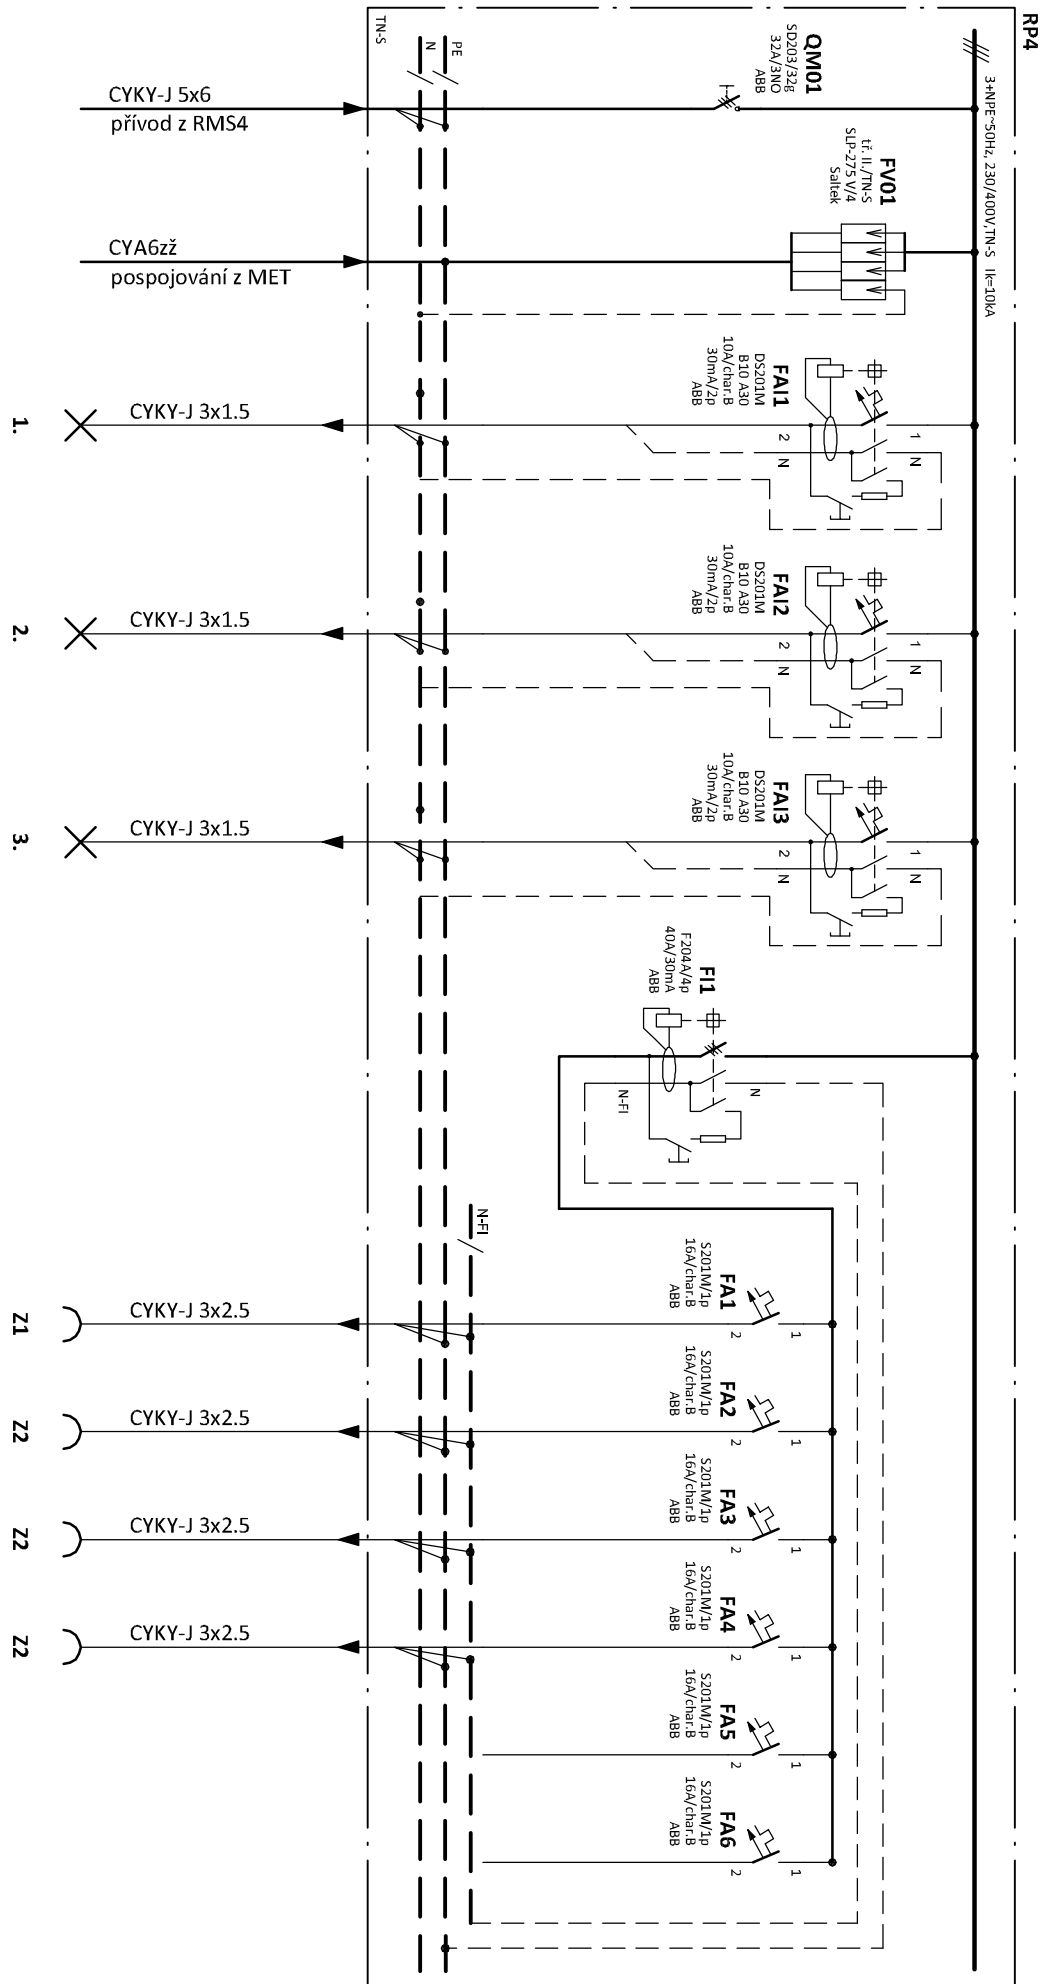 RP4
3+NPE~50Hz, 230/400V,TN-S Ik=10kA
TN-S
N
PE
QM01
SD203/32g
32A/3NO
ABB
CYKY-J 5x6
přívod z RMS4
FV01
tř. II./TN-S
SLP-275 V/4
Saltek
CYA6zž
pospojování z MET
FAI1
DS201M
B10 A30
10A/char.B
30mA/2p
ABB
1
N
2
N
CYKY-J 3x1.5
1.
FAI2
DS201M
B10 A30
10A/char.B
30mA/2p
ABB
1
N
2
N
CYKY-J 3x1.5
2.
FAI3
DS201M
B10 A30
10A/char.B
30mA/2p
ABB
1
N
2
N
CYKY-J 3x1.5
3.
FI1
F204A/4p
40A/30mA
ABB
N
N-FI
N-FI
FA1
S201M/1p
16A/char.B
ABB
1
2
CYKY-J 3x2.5
Z1
FA2
S201M/1p
16A/char.B
ABB
1
2
CYKY-J 3x2.5
Z2
FA3
S201M/1p
16A/char.B
ABB
1
2
CYKY-J 3x2.5
Z2
FA4
S201M/1p
16A/char.B
ABB
1
2
CYKY-J 3x2.5
Z2
FA5
S201M/1p
16A/char.B
ABB
1
2
FA6
S201M/1p
16A/char.B
ABB
1
2